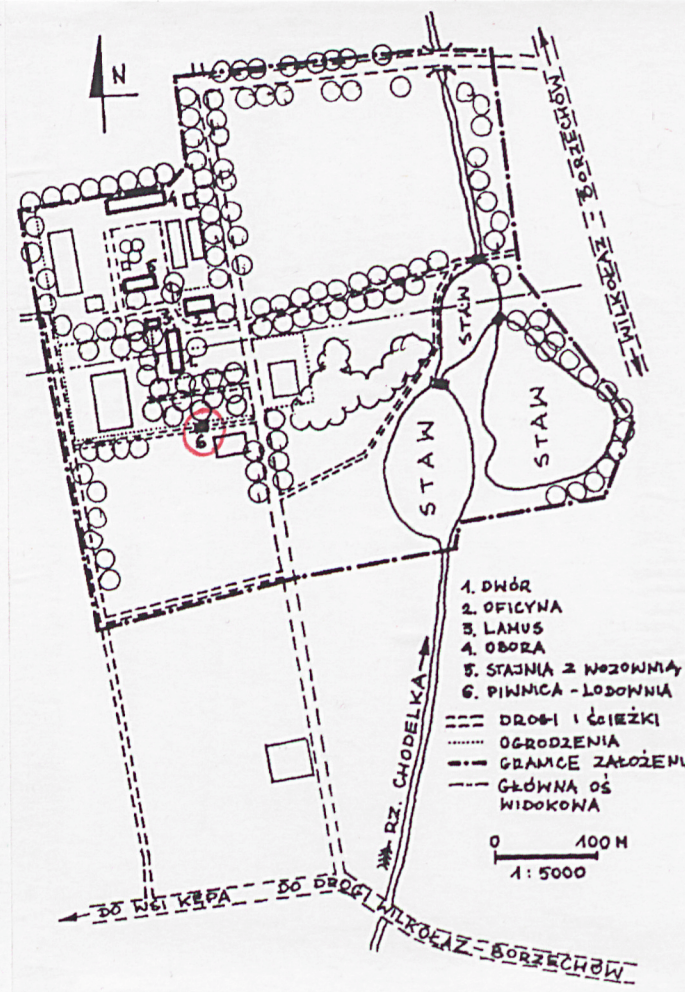 N
WILKOŁAZ - BORZECHÓW
STAW
STAW
STAW
6
1. DWÓR
2. OFICYNA
3. LAMUS
4. OBORA
5. STAJNIA Z WOZOWNIĄ
6. PIWNICA - LODOWNIA
DROGI I ŚCIEŻKI
OGRODZENIA
GRANICE ZAŁOŻENI
GŁÓWNA OŚ
WIDOKOWA
0 100 M
1:5000
RZ. CHODELKA
DO WSI KĘPA
DO DROGI WILKOŁAZ - BORZECHÓW